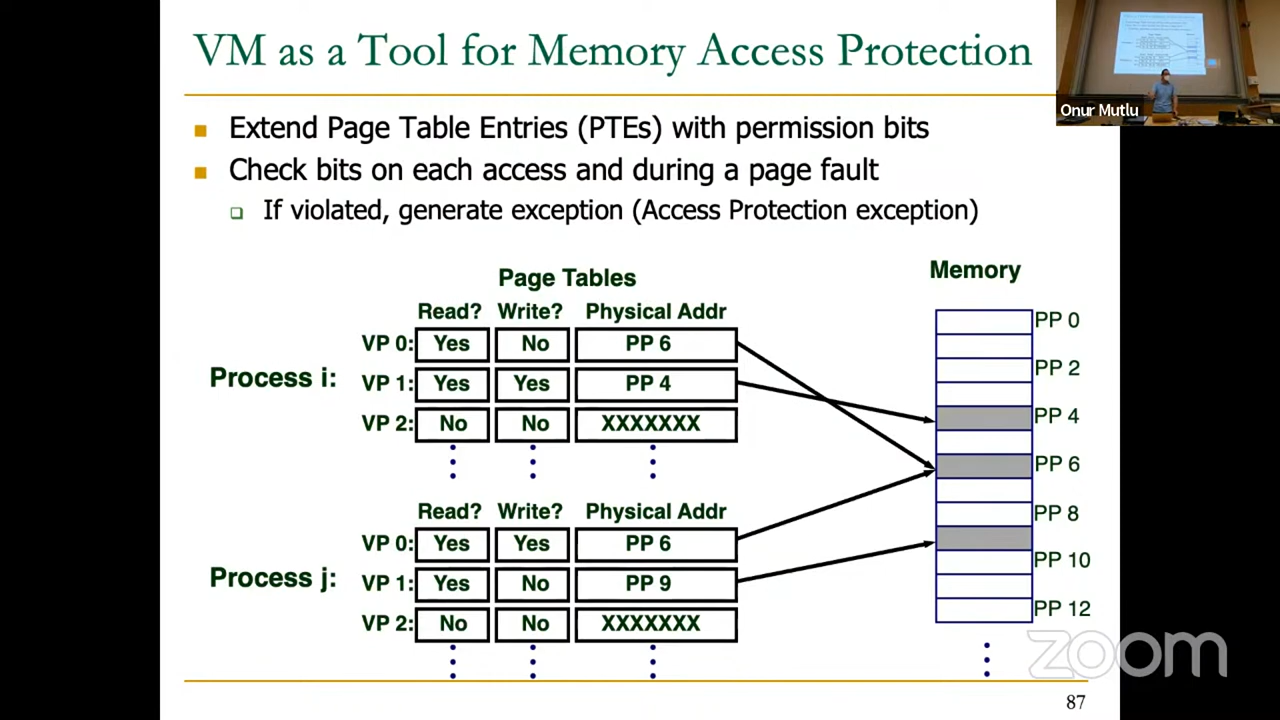 VM as a Tool for Memory Access Protection
Onur Mutlu
Extend Page Table Entries (PTEs) with permission bits
Check bits on each access and during a page fault
If violated, generate exception (Access Protection exception)
Page Tables
Memory
Read? Write? Physical Addr
Process i:
VP 0: Yes No PP 6
VP 1: Yes Yes PP 4
VP 2: No No XXXXXXX
Read? Write? Physical Addr
Process j:
VP 0: Yes Yes PP 6
VP 1: Yes No PP 9
VP 2: No No XXXXXXX
PP 0
PP 2
PP 4
PP 6
PP 8
PP 10
PP 12
zoom
87